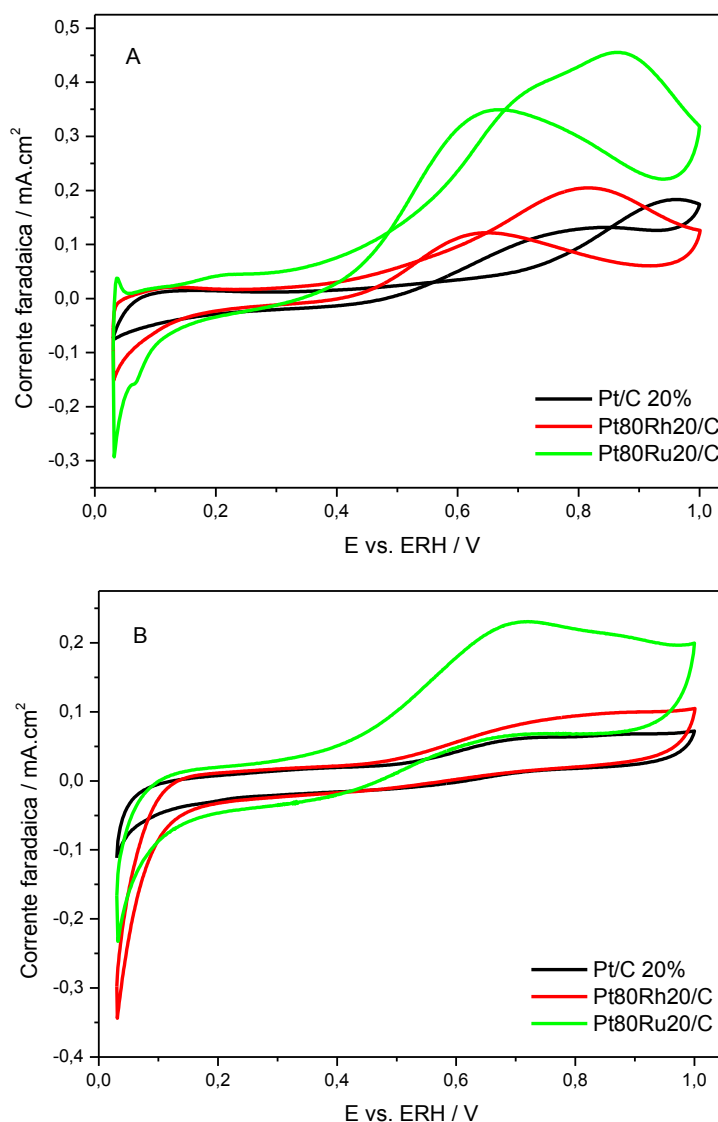 A
0,5
0,4
0,3
0,2
0,1
0,0
-0,1
-0,2
-0,3
Corrente faradaica / mA.cm²
Pt/C 20%
Pt80Rh20/C
Pt80Ru20/C
0,0 0,2 0,4 0,6 0,8 1,0
E vs. ERH / V
B
0,2
0,1
0,0
-0,1
-0,2
-0,3
-0,4
Corrente faradaica / mA.cm²
Pt/C 20%
Pt80Rh20/C
Pt80Ru20/C
0,0 0,2 0,4 0,6 0,8 1,0
E vs. ERH / V